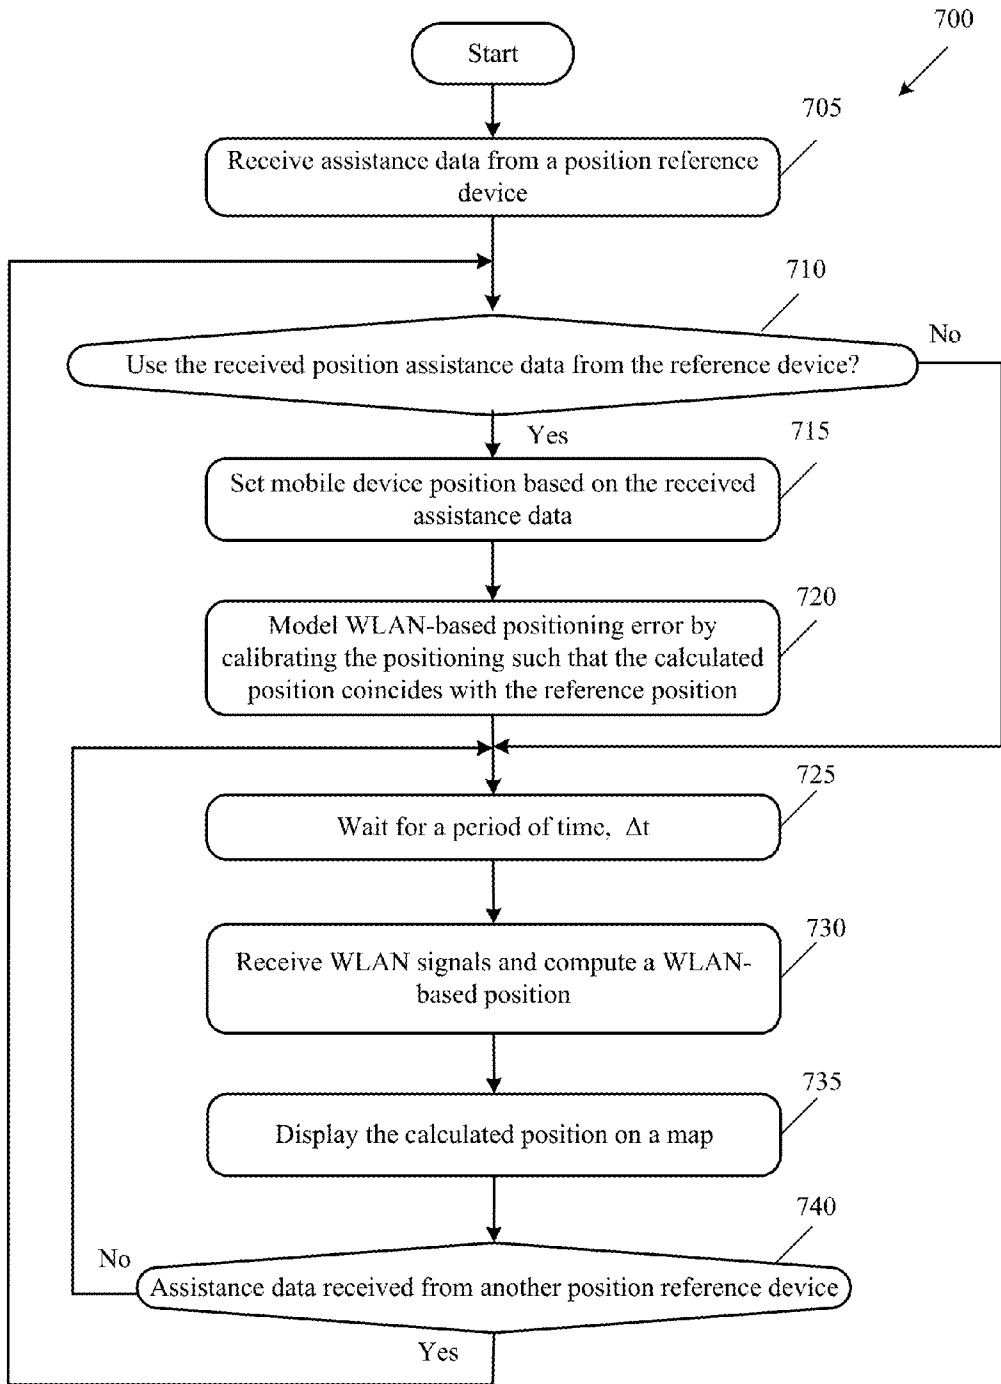 700
Start
705
Receive assistance data from a position reference
device
710
No
Use the received position assistance data from the reference device?
Yes
715
Set mobile device position based on the received
assistance data
720
Model WLAN-based positioning error by
calibrating the positioning such that the calculated
position coincides with the reference position
725
Wait for a period of time, Δt
730
Receive WLAN signals and compute a WLAN-
based position
735
Display the calculated position on a map
740
No
Assistance data received from another position reference device
Yes